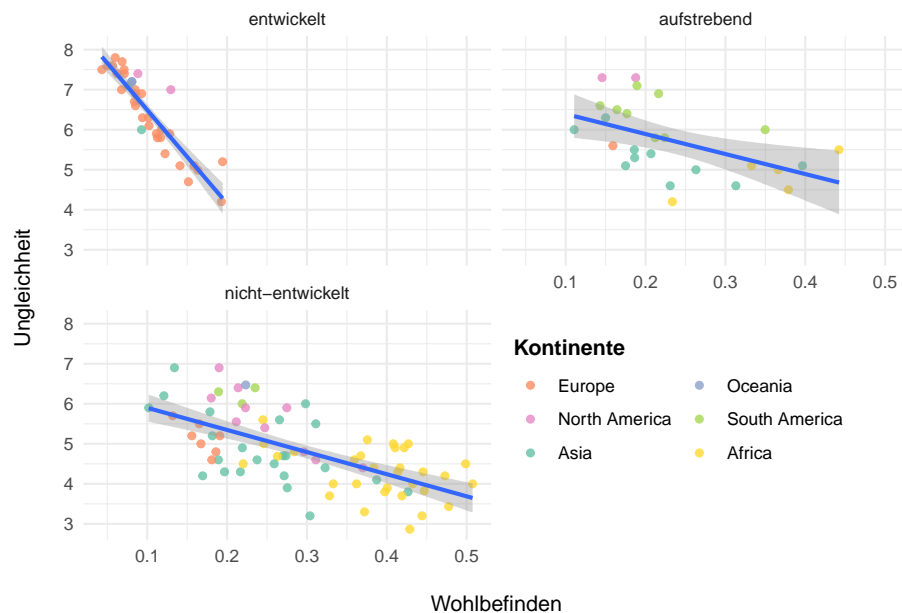 entwickelt
aufstrebend
8
7
6
5
4
3
8
7
6
5
4
3
0.1 0.2 0.3 0.4 0.5
nicht−entwickelt
0.1 0.2 0.3 0.4 0.5
Ungleichheit
Wohlbefinden
Kontinente
Europe
North America
Asia
Oceania
South America
Africa